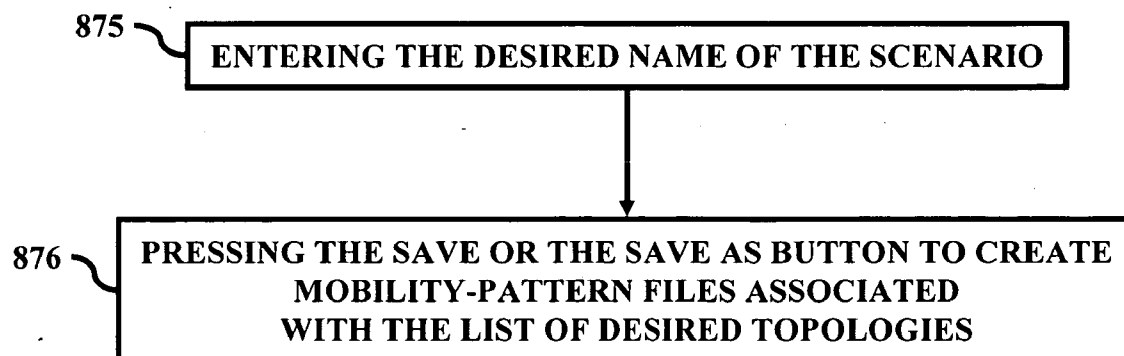 875
ENTERING THE DESIRED NAME OF THE SCENARIO
876
PRESSING THE SAVE OR THE SAVE AS BUTTON TO CREATE
MOBILITY-PATTERN FILES ASSOCIATED
WITH THE LIST OF DESIRED TOPOLOGIES